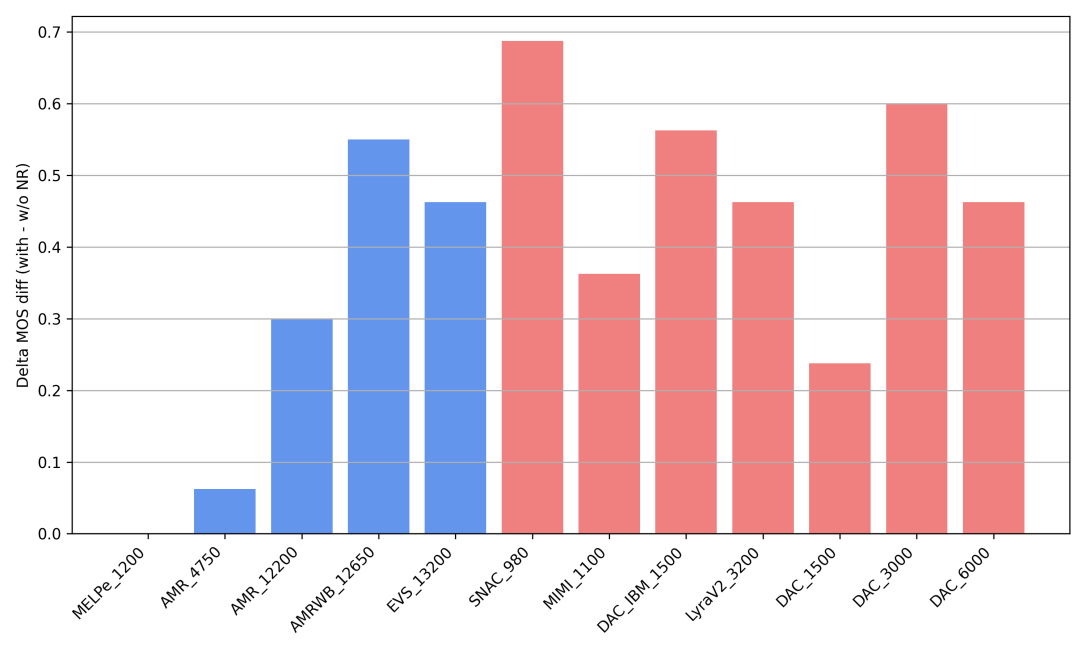 0.7
0.6
0.5
0.4
0.3
0.2
0.1
0.0
Delta MOS diff (with - w/o NR)
MELPe_1200
AMR_4750
AMR_12200
AMRWB_12650
EVS_13200
SNAC_980
MIMI_1100
DAC_IBM_1500
LyraV2_3200
DAC_1500
DAC_3000
DAC_6000